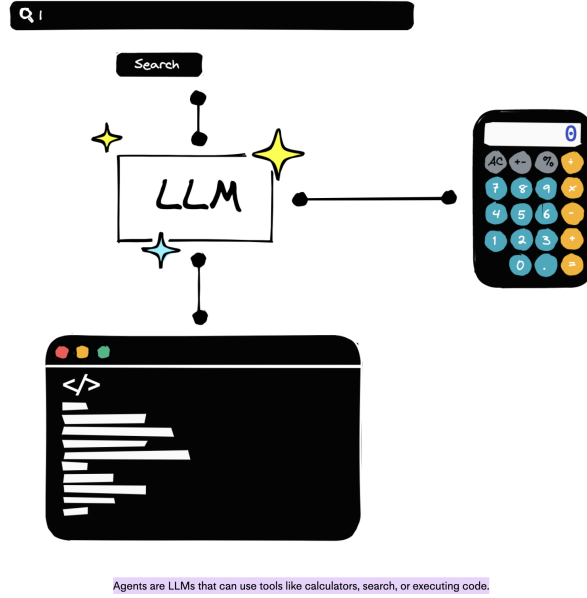 Search
LLM
0
AC +- % ÷
7 8 9 x
4 5 6 -
1 2 3 +
0 . =
</>
Agents are LLMs that can use tools like calculators, search, or executing code.